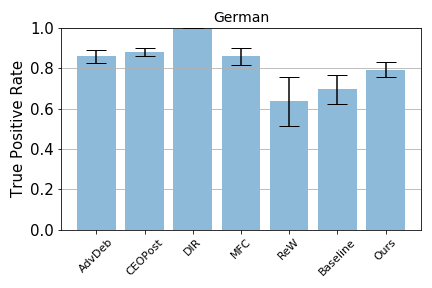 German
True Positive Rate
1.0
0.8
0.6
0.4
0.2
0.0
AdvDeb
CEOPost
DIR
MFC
ReW
Baseline
Ours